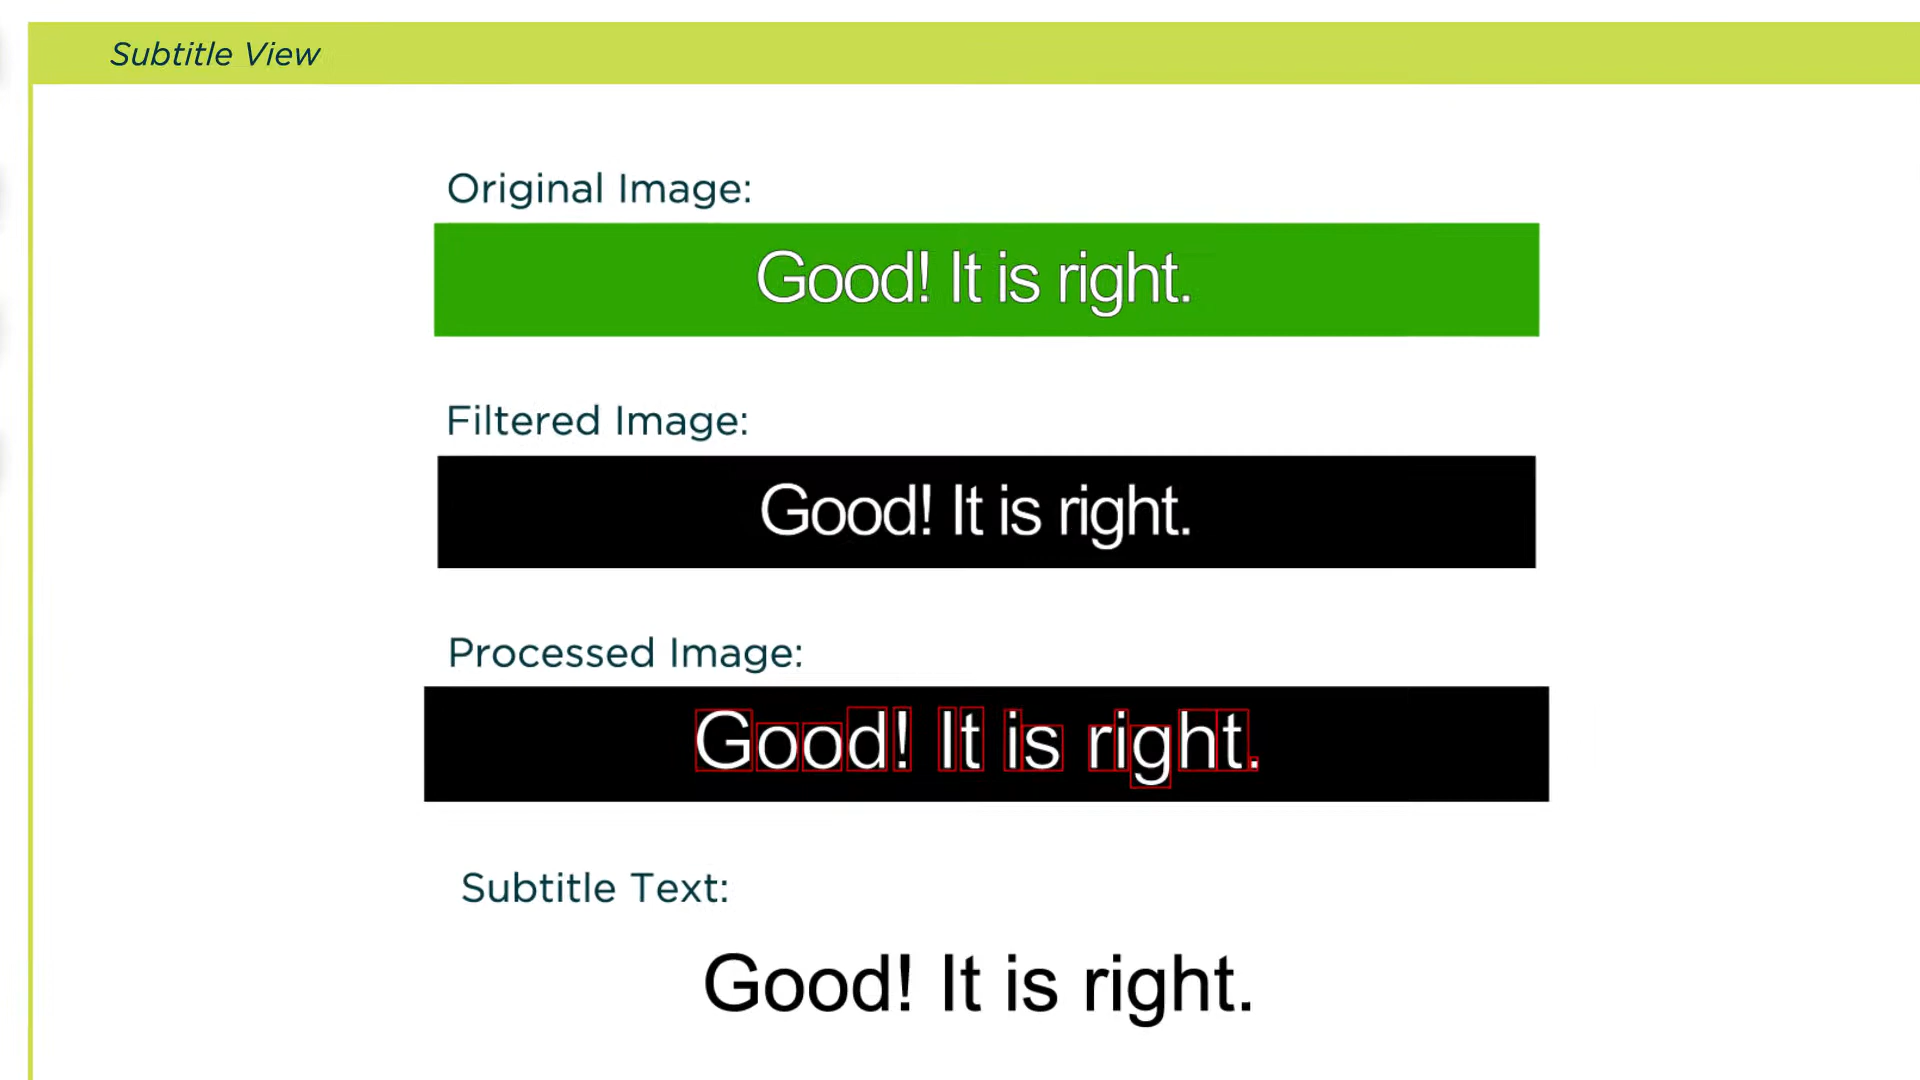 Subtitle View
Original Image:
Good! It is right.
Filtered Image:
Good! It is right.
Processed Image:
Good! It is right.
Subtitle Text:
Good! It is right.